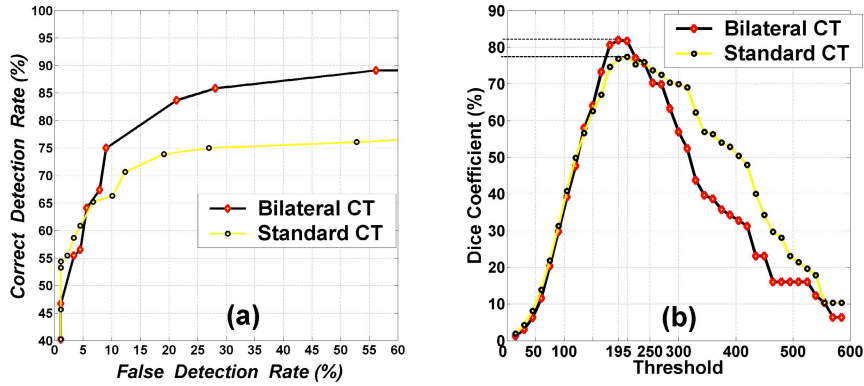 100
95
90
85
80
75
70
65
60
55
50
45
40
Correct Detection Rate (%)
0 5 10 15 20 25 30 35 40 45 50 55 60
False Detection Rate (%)
Bilateral CT
Standard CT
(a)
90
80
70
60
50
40
30
20
10
0
Dice Coefficient (%)
0 50 100 195 250 300 400 500 600
Threshold
Bilateral CT
Standard CT
(b)